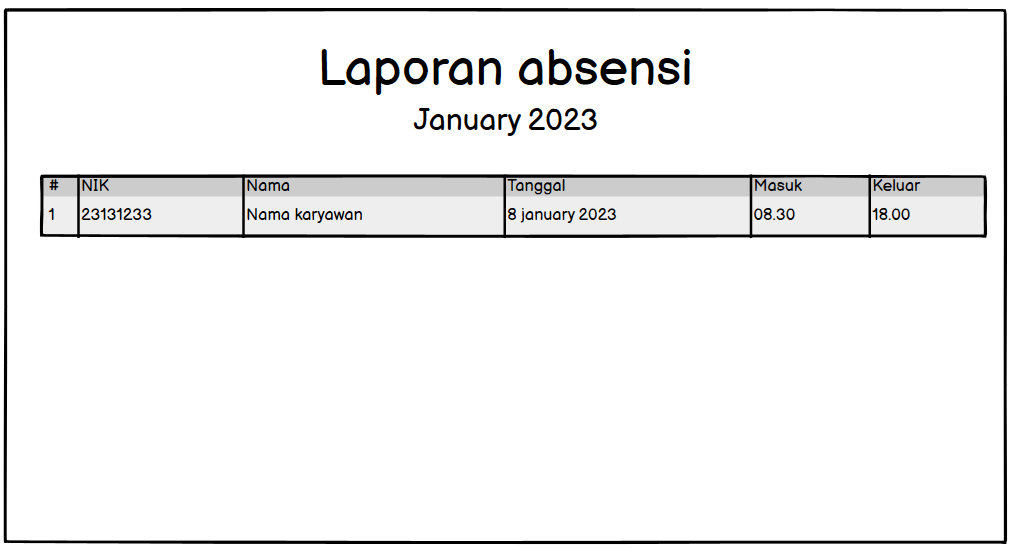 Laporan absensi
January 2023
# NIK Nama Tanggal Masuk Keluar
1 23131233 Nama karyawan 8 january 2023 08.30 18.00